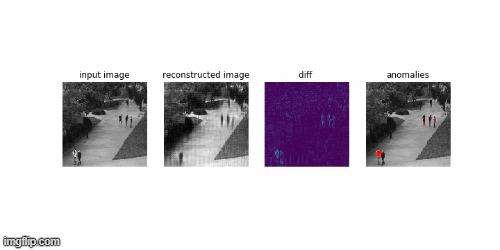 input image
reconstructed image
diff
anomalies
imgflip.com